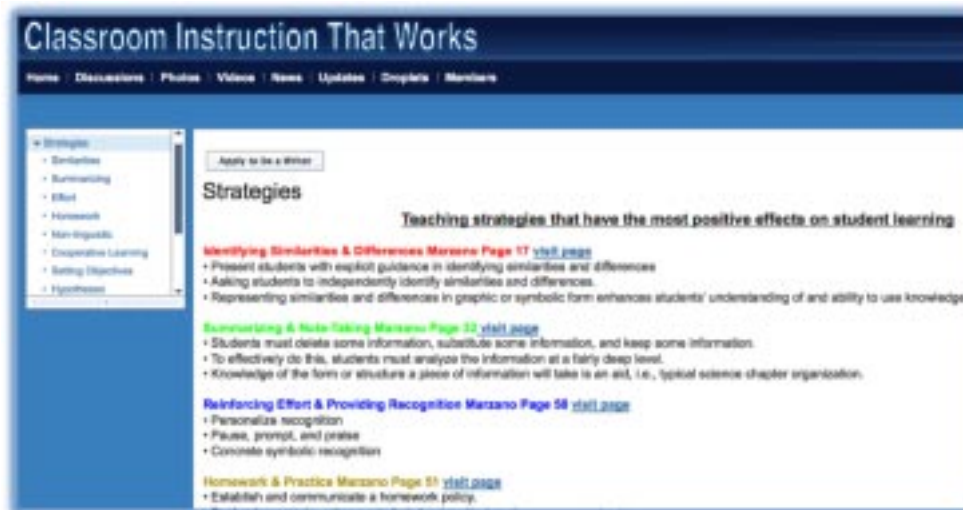 Classroom Instruction That Works
Home Discussions Photos Videos News Updates Droplets Members
Strategies
Similarities
Summarizing
Effort
Homework
Non-linguistic
Cooperative Learning
Setting Objectives
Hypotheses
Apply to be a Writer
Strategies
Teaching strategies that have the most positive effects on student learning
Identifying Similarities & Differences Marzano Page 17 visit page
• Present students with explicit guidance in identifying similarities and differences
• Asking students to independently identify similarities and differences.
• Representing similarities and differences in graphic or symbolic form enhances students' understanding of and ability to use knowledge
Summarizing & Note-Taking Marzano Page 32 visit page
• Students must delete some information, substitute some information, and keep some information.
• To effectively do this, students must analyze the information at a fairly deep level.
• Knowledge of the form or structure a piece of information will take is an aid, i.e., typical science chapter organization.
Reinforcing Effort & Providing Recognition Marzano Page 58 visit page
• Personalize recognition
• Pause, prompt, and praise
• Concrete symbolic recognition
Homework & Practice Marzano Page 51 visit page
• Establish and communicate a homework policy.